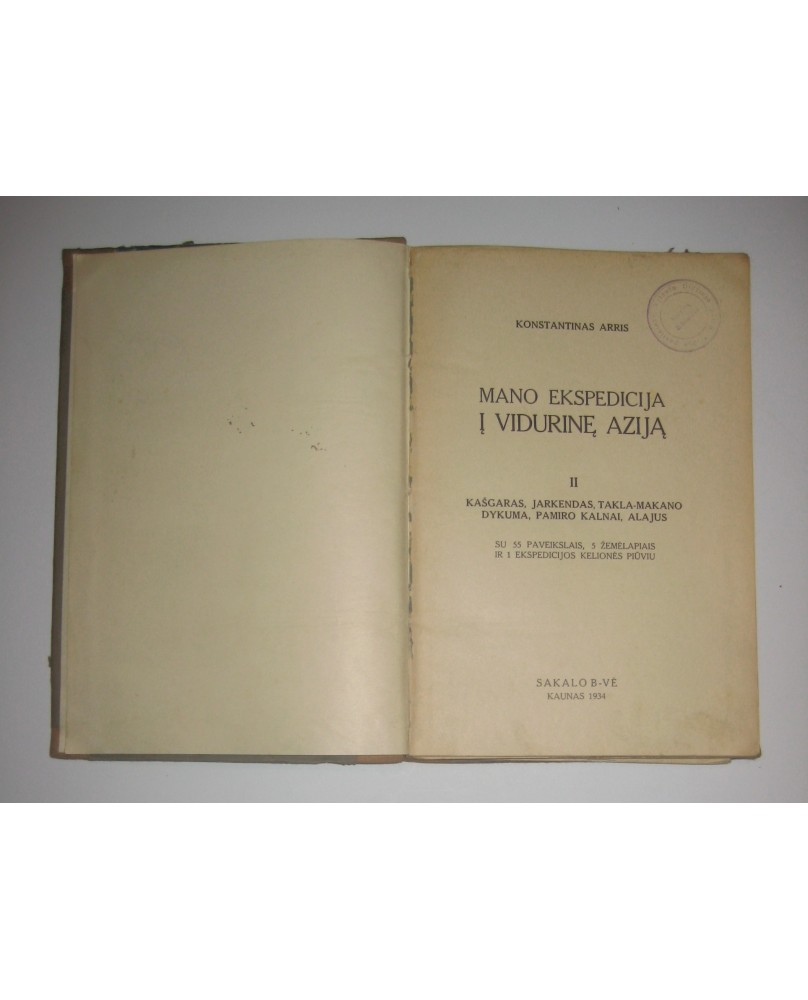 KONSTANTINAS ARRIS
MANO EKSPEDICIJA
Į VIDURINĘ AZIJĄ
II
KAŠGARAS, JARKENDAS, TAKLA-MAKANO
DYKUMA, PAMIRO KALNAI, ALAJUS
SU 55 PAVEIKSLAIS, 5 ŽEMĖLAPIAIS
IR 1 EKSPEDICIJOS KELIONĖS PIŪVIU
SAKALO B-VĖ
KAUNAS 1934